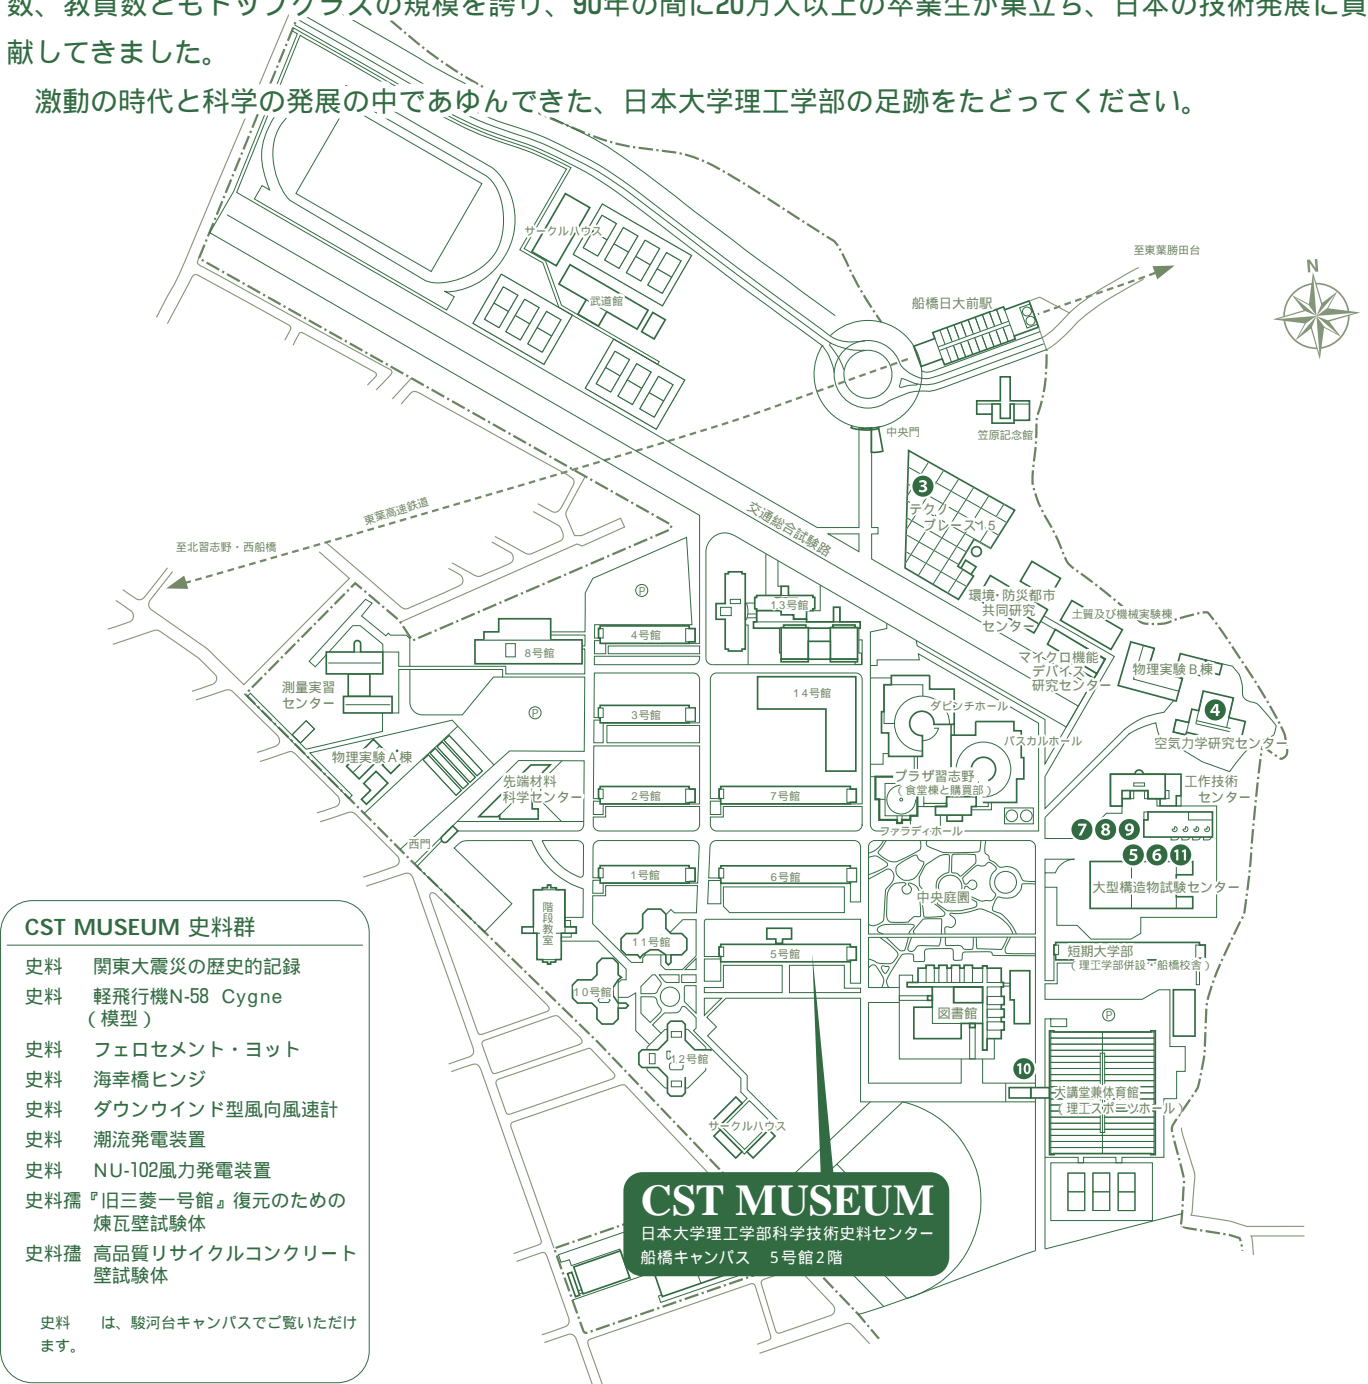 数、教員数ともトップクラスの規模を誇り、90年の間に20万人以上の卒業生が巣立ち、日本の技術発展に貢
献してきました。
激動の時代と科学の発展の中であゆんできた、日本大学理工学部の足跡をたどってください。
サークルハウス
武道館
至東葉勝田台
船橋日大前駅
N
中央門
笠原記念館
3
テクノ
プレース15
交通総合試験路
東葉高速鉄道
至北習志野・西船橋
環境・防災都市
共同研究
センター
土質及び機械実験棟
マイクロ機能
デバイス
研究センター
物理実験B棟
4
空気力学研究センター
P
13号館
4号館
8号館
測量実習
センター
14号館
3号館
P
ダビンチホール
パスカルホール
物理実験A棟
先端材料
科学センター
2号館
7号館
プラザ習志野
(食堂棟と購買部)
ファラディホール
工作技術
センター
7 8 9
5 6 11
大型構造物試験センター
西門
1号館
6号館
中央庭園
階段教室
11号館
5号館
短期大学部
(理工学部併設・船橋校舎)
10号館
図書館
P
12号館
10
大講堂兼体育館
(理工スポーツホール)
サークルハウス
CST MUSEUM
日本大学理工学部科学技術史料センター
船橋キャンパス 5号館2階
CST MUSEUM 史料群
史料 関東大震災の歴史的記録
史料 軽飛行機N-58 Cygne
(模型)
史料 フェロセメント・ヨット
史料 海幸橋ヒンジ
史料 ダウンウインド型風向風速計
史料 潮流発電装置
史料 NU-102風力発電装置
史料孺『旧三菱一号館』復元のための
煉瓦壁試験体
史料孺 高品質リサイクルコンクリート
壁試験体
史料 は、駿河台キャンパスでご覧いただけ
ます。